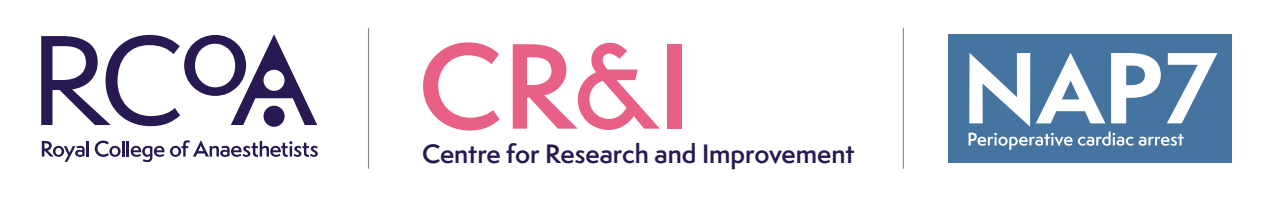 RCOA
Royal College of Anaesthetists
CR&I
Centre for Research and Improvement
NAP7
Perioperative cardiac arrest